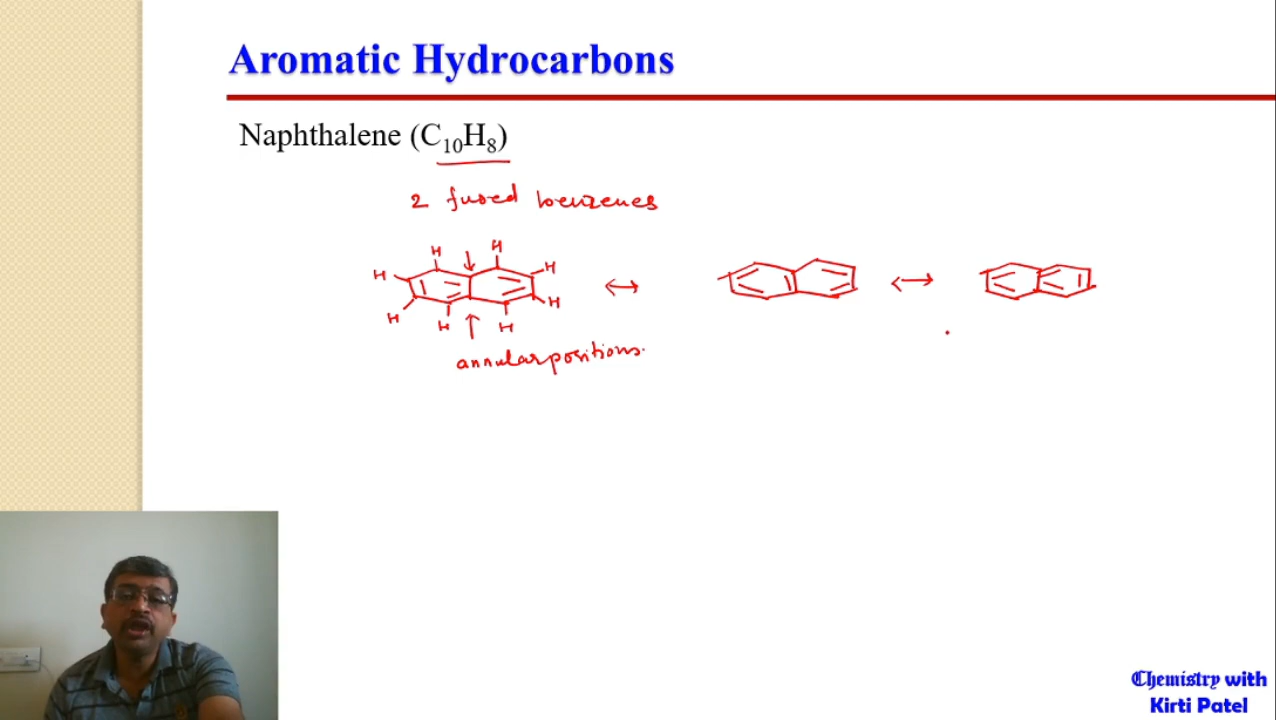 Aromatic Hydrocarbons
Naphthalene (C₁₀H₈)
2 fused benzenes
H H
H H
H H
H H
annular positions.
Chemistry with
Kirti Patel